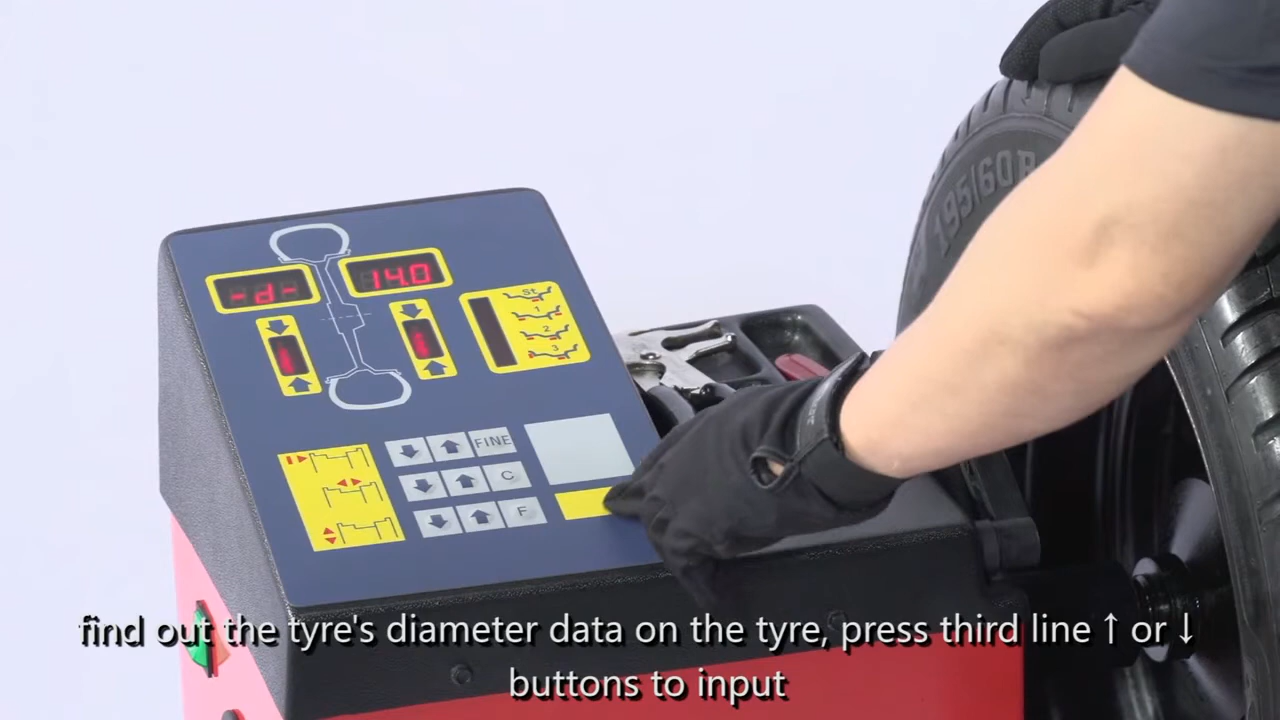 195/60R
-d-
14.0
St
1
2
3
FINE
C
F
find out the tyre's diameter data on the tyre, press third line ↑ or ↓
buttons to input